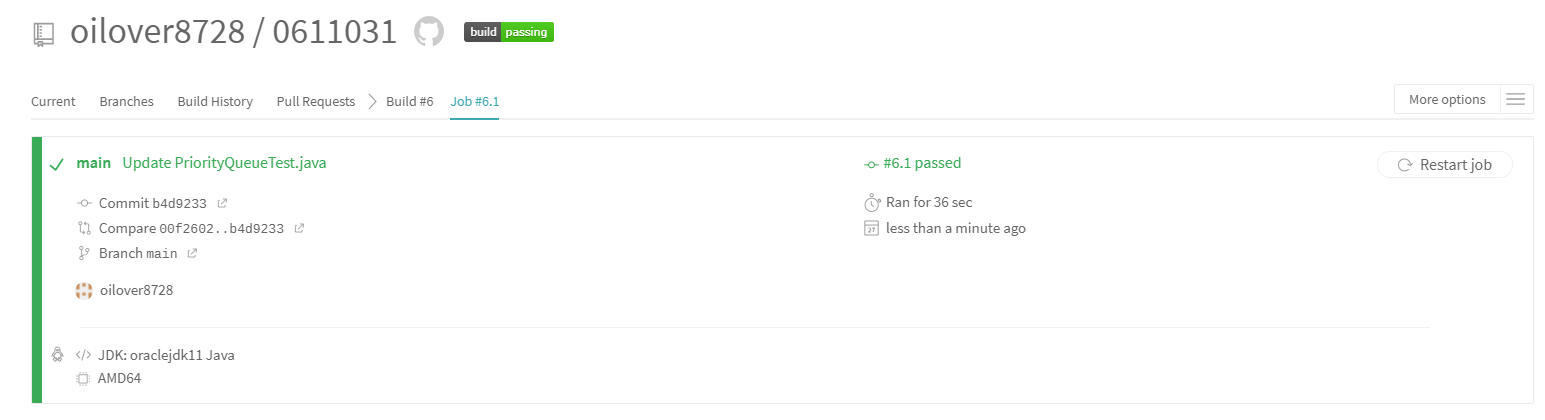 oilover8728 / 0611031 build passing
Current Branches Build History Pull Requests Build #6 Job #6.1 More options
main Update PriorityQueueTest.java #6.1 passed Restart job
Commit b4d9233 Ran for 36 sec
Compare 00f2602..b4d9233 less than a minute ago
Branch main
oilover8728
JDK: oraclejdk11 Java
AMD64